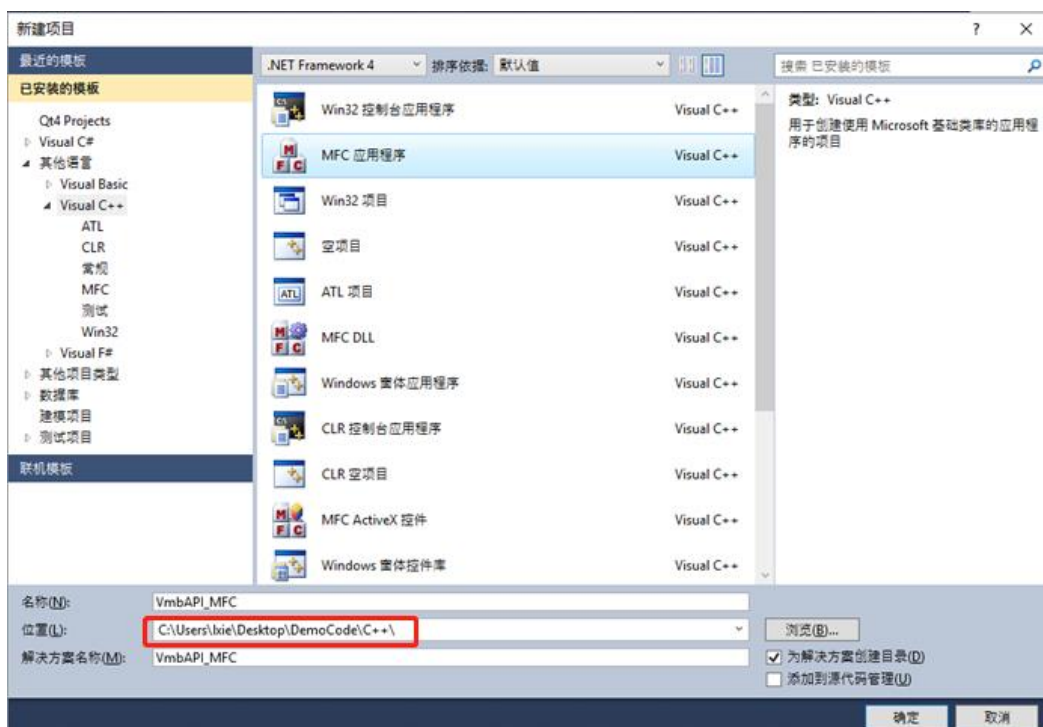 新建项目
最近的模板
已安装的模板
Qt4 Projects
Visual C#
其他语言
Visual Basic
Visual C++
ATL
CLR
常规
MFC
测试
Win32
Visual F#
其他项目类型
数据库
建模项目
测试项目
联机模板
.NET Framework 4 排序依据: 默认值
搜索 已安装的模板
Win32 控制台应用程序 Visual C++
MFC 应用程序 Visual C++
Win32 项目 Visual C++
空项目 Visual C++
ATL 项目 Visual C++
MFC DLL Visual C++
Windows 窗体应用程序 Visual C++
CLR 控制台应用程序 Visual C++
CLR 空项目 Visual C++
MFC ActiveX 控件 Visual C++
Windows 窗体控件库 Visual C++
类型: Visual C++
用于创建使用 Microsoft 基础类库的应用程
序的项目
名称(N): VmbAPI_MFC
位置(L): C:\Users\lxie\Desktop\DemoCode\C++\ 浏览(B)...
解决方案名称(M): VmbAPI_MFC
为解决方案创建目录(D)
添加到源代码管理(U)
确定 取消